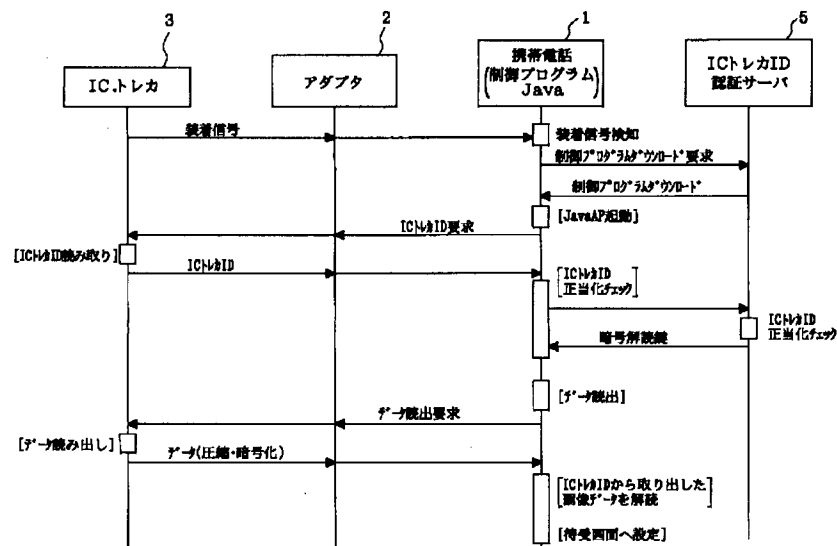 3
2
1
5
IC.トレカ
アダプタ
携帯電話
(制御プログラム)
Java
ICトレカID
認証サーバ
装着信号
装着信号検知
制御プログラムダウンロード要求
制御プログラムダウンロード
[JavaAP起動]
ICトレカID要求
[ICトレカID読み取り]
ICトレカID
[ICトレカID
正当化チェック]
ICトレカID
正当化チェック
暗号解読鍵
[データ読出]
データ読出要求
[データ読み出し]
データ(圧縮・暗号化)
[ICトレカIDから取り出した
画像データを解読]
[待受画面へ設定]